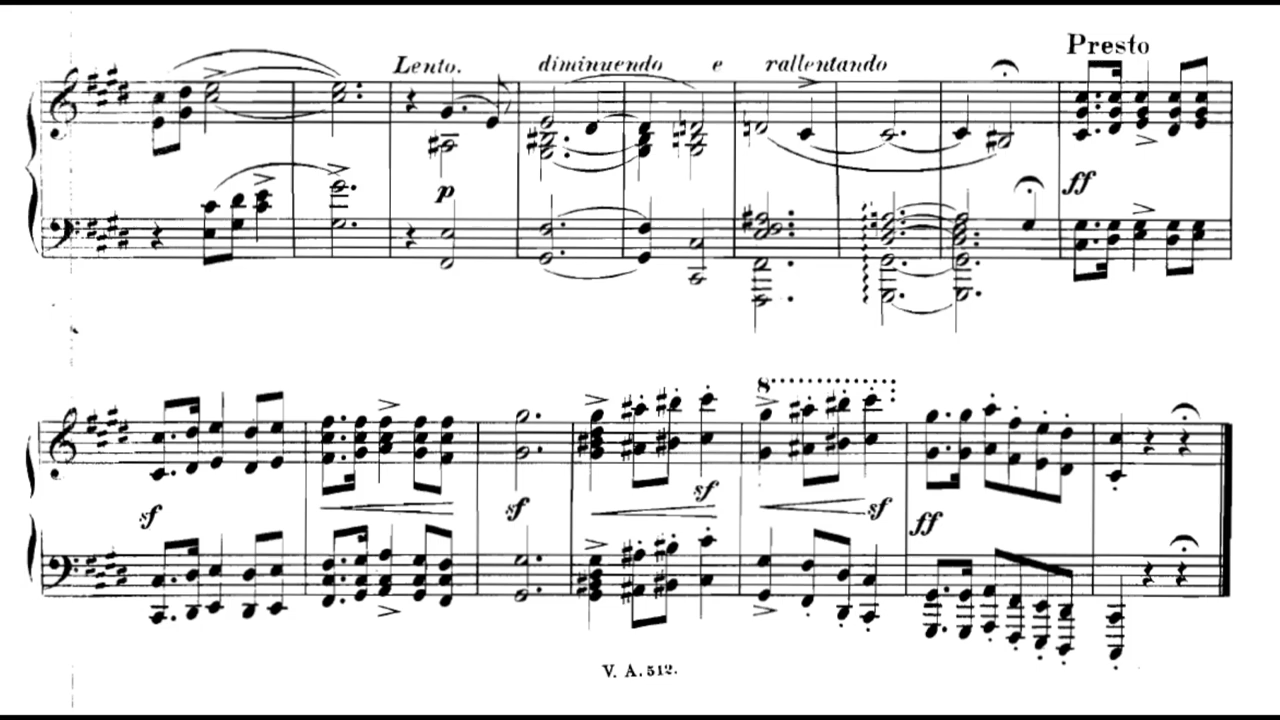 Presto
Lento. diminuendo e rallentando
p
ff
8
sf
sf
sf
sf
ff
V. A. 512.